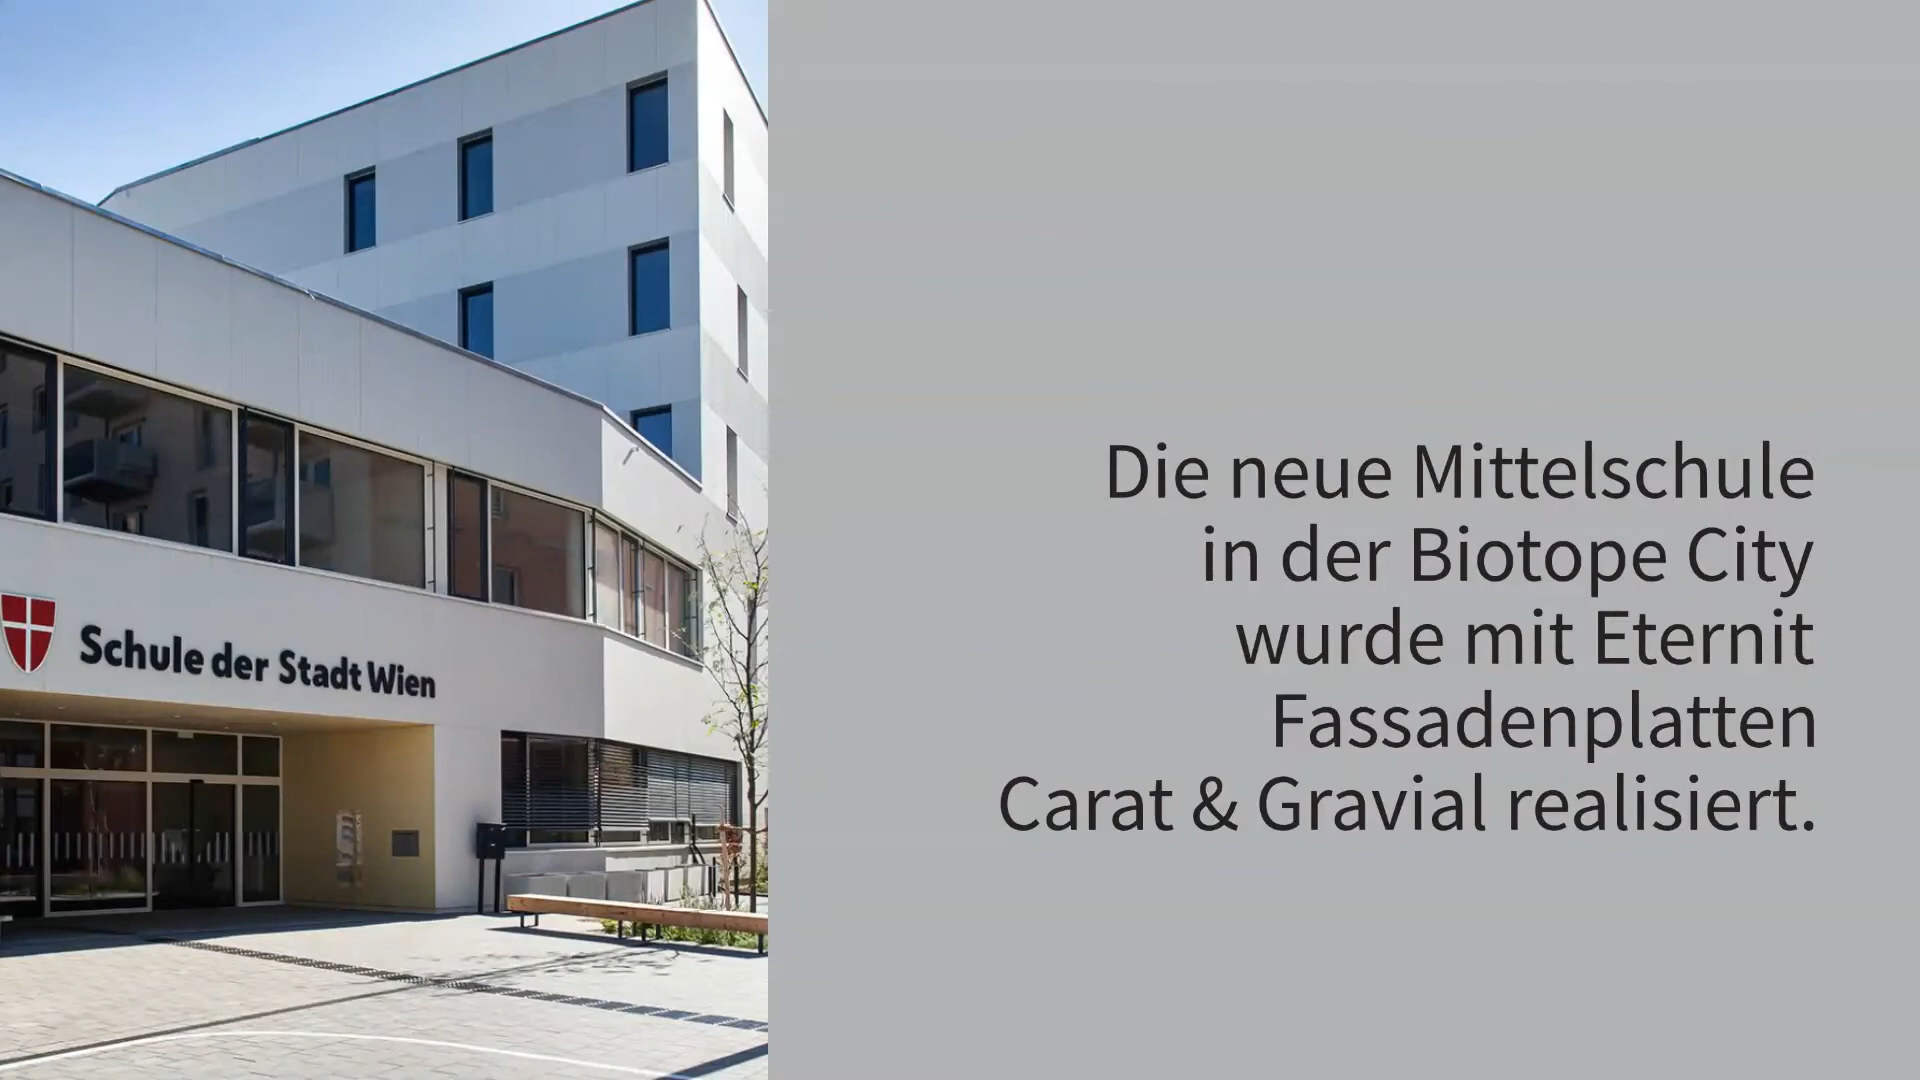 Schule der Stadt Wien
Die neue Mittelschule
in der Biotope City
wurde mit Eternit
Fassadenplatten
Carat & Gravial realisiert.